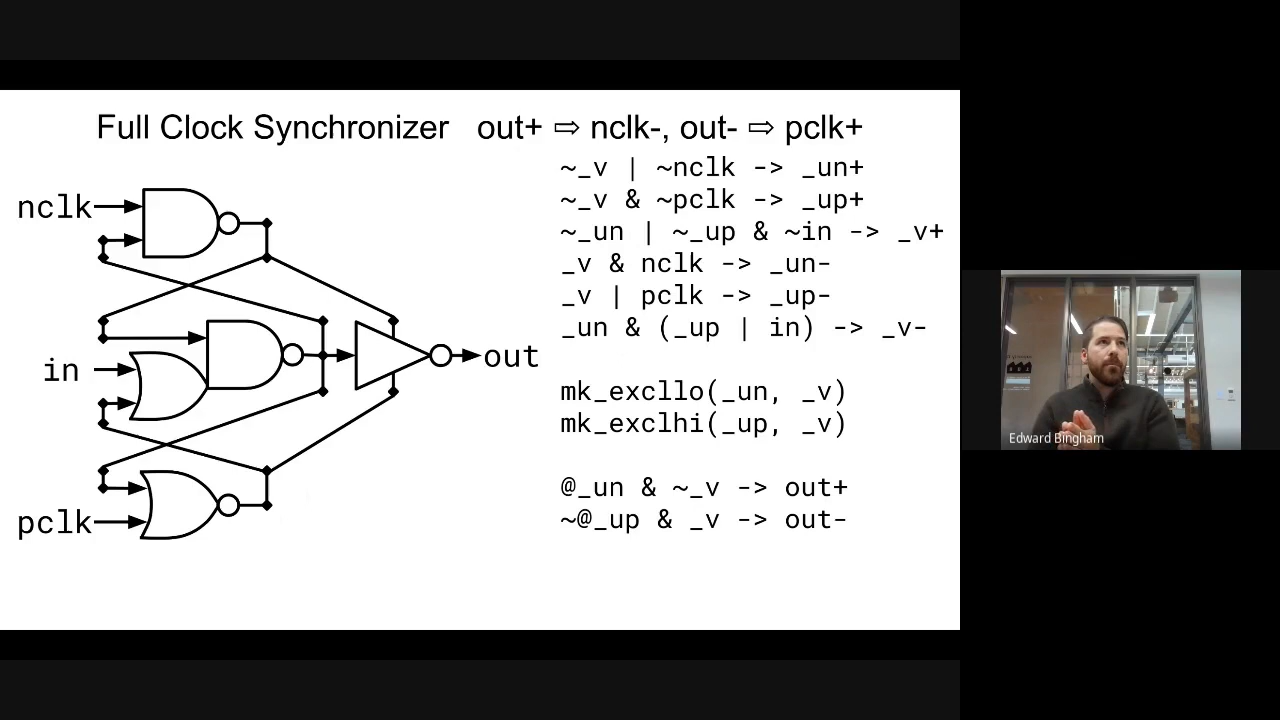 Full Clock Synchronizer out+ ⇨ nclk-, out- ⇨ pclk+
nclk
in
pclk
out
~_v | ~nclk -> _un+
~_v & ~pclk -> _up+
~_un | ~_up & ~in -> _v+
_v & nclk -> _un-
_v | pclk -> _up-
_un & (_up | in) -> _v-
mk_excllo(_un, _v)
mk_exclhi(_up, _v)
@_un & ~_v -> out+
~@_up & _v -> out-
Edward Bingham